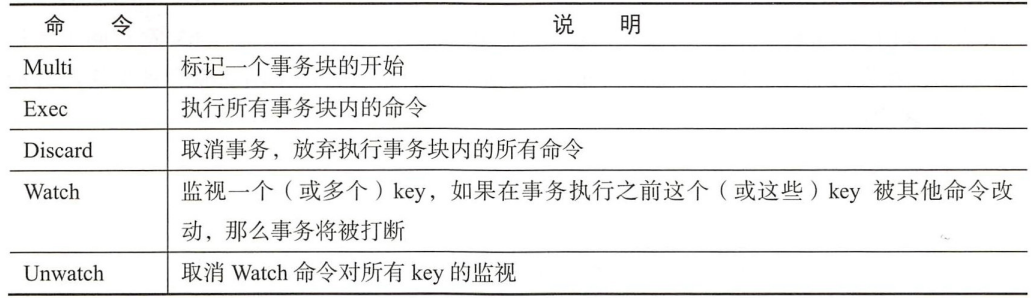 命 令 说 明
Multi 标记一个事务块的开始
Exec 执行所有事务块内的命令
Discard 取消事务，放弃执行事务块内的所有命令
Watch 监视一个（或多个）key，如果在事务执行之前这个（或这些）key 被其他命令改
动，那么事务将被打断
Unwatch 取消 Watch 命令对所有 key 的监视